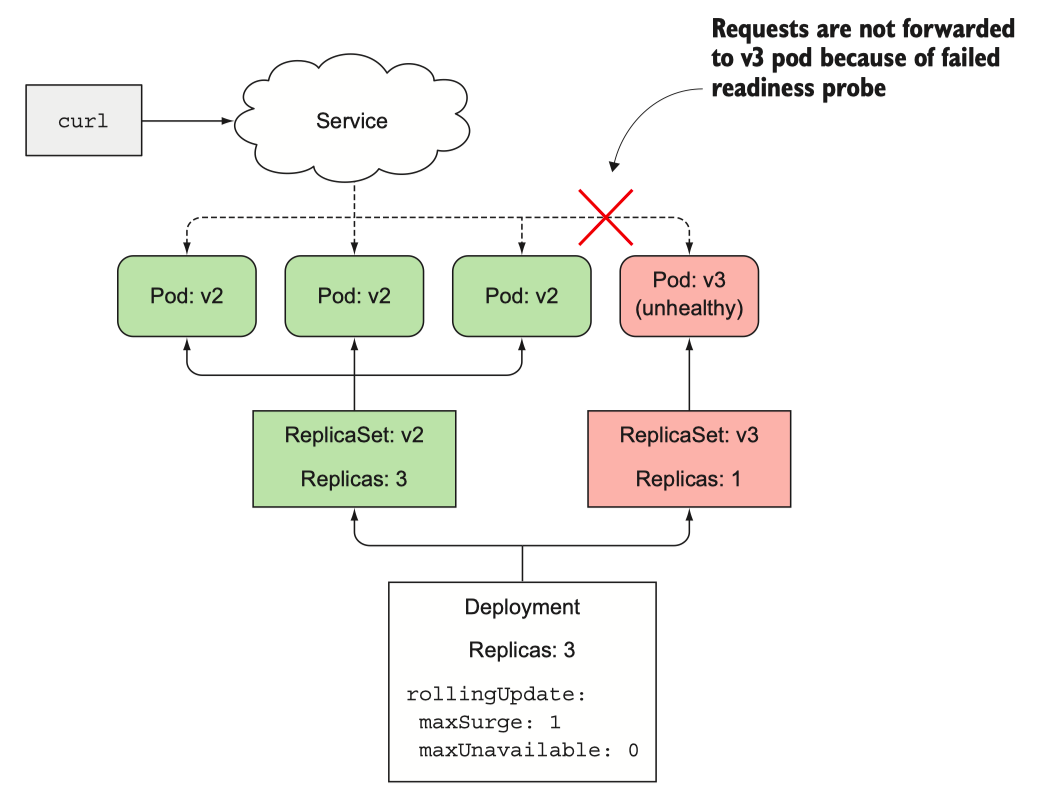 Requests are not forwarded
to v3 pod because of failed
readiness probe
curl
Service
Pod: v2
Pod: v2
Pod: v2
Pod: v3
(unhealthy)
ReplicaSet: v2
Replicas: 3
ReplicaSet: v3
Replicas: 1
Deployment
Replicas: 3
rollingUpdate:
 maxSurge: 1
 maxUnavailable: 0